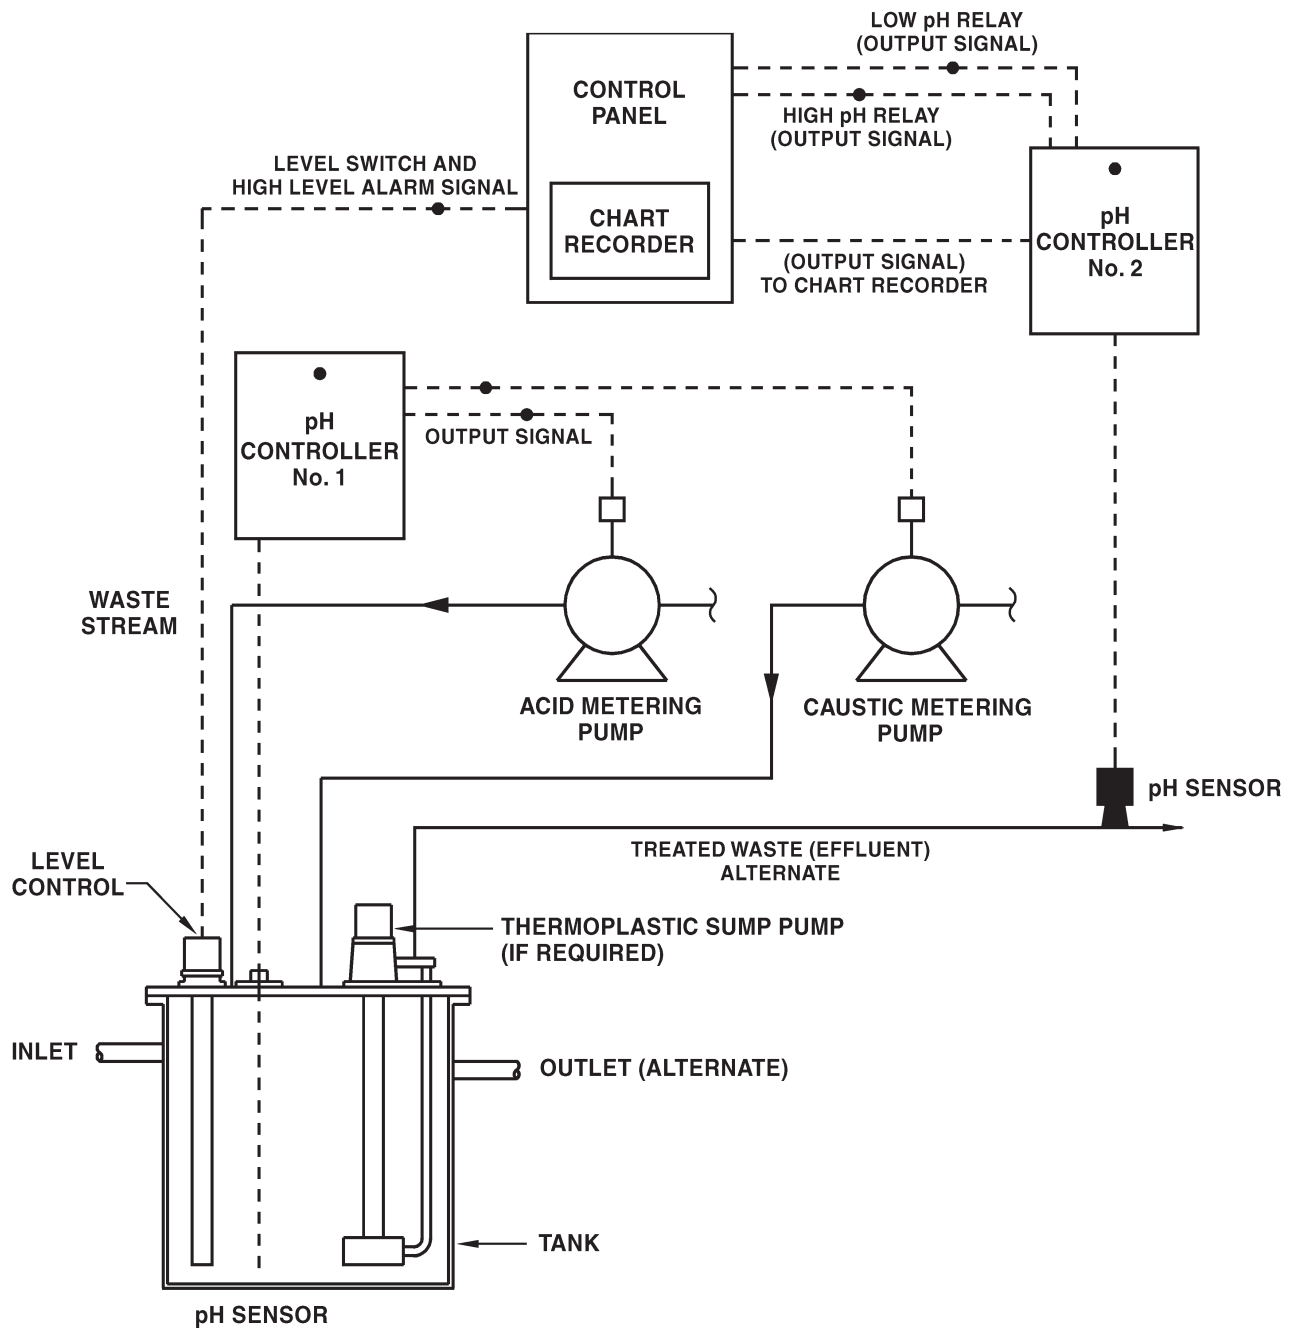 LOW pH RELAY
(OUTPUT SIGNAL)
CONTROL
PANEL
HIGH pH RELAY
(OUTPUT SIGNAL)
LEVEL SWITCH AND
HIGH LEVEL ALARM SIGNAL
CHART
RECORDER
pH
CONTROLLER
No. 2
(OUTPUT SIGNAL)
TO CHART RECORDER
pH
CONTROLLER
No. 1
OUTPUT SIGNAL
WASTE
STREAM
ACID METERING
PUMP
CAUSTIC METERING
PUMP
pH SENSOR
TREATED WASTE (EFFLUENT)
ALTERNATE
LEVEL
CONTROL
THERMOPLASTIC SUMP PUMP
(IF REQUIRED)
INLET
OUTLET (ALTERNATE)
TANK
pH SENSOR